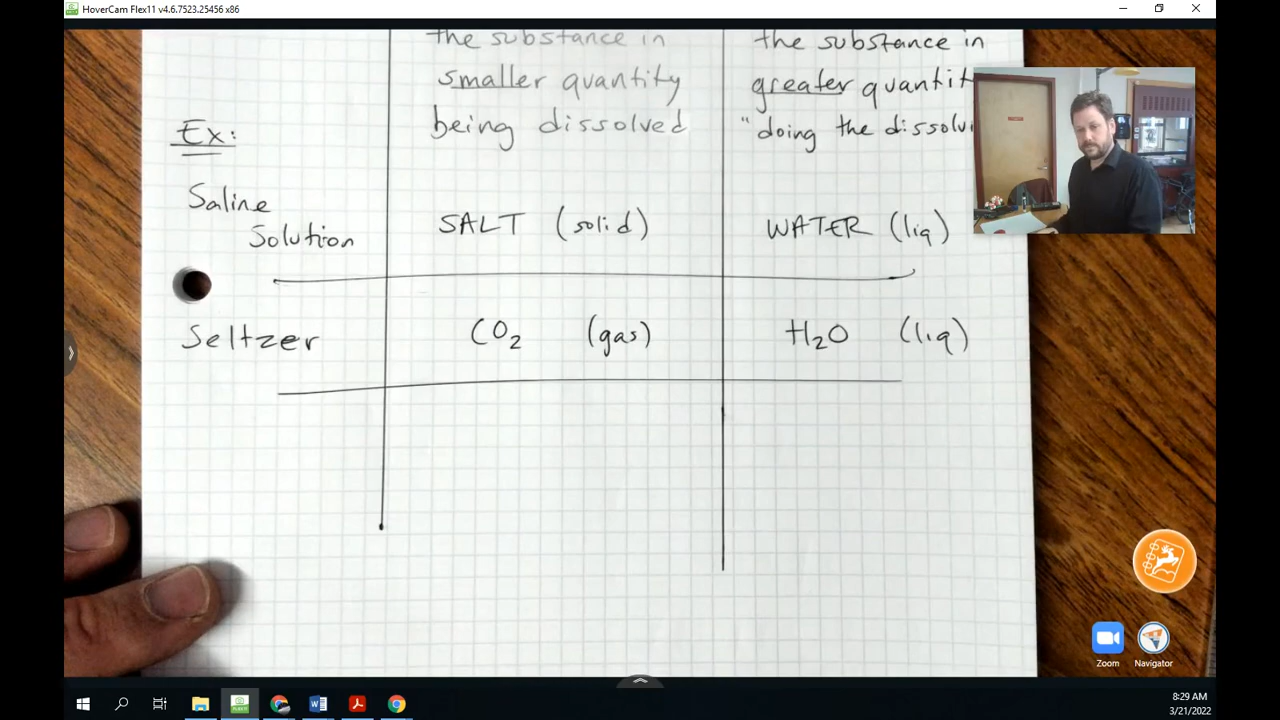 HoverCam Flex11 v4.6.7523.25456 x86
the substance in
smaller quantity
being dissolved
the substance in
greater quantit
"doing the dissolvi
Ex:
Saline
Solution
SALT (solid)
WATER (liq)
Seltzer
CO₂ (gas)
H₂O (liq)
Zoom
Navigator
8:29 AM
3/21/2022